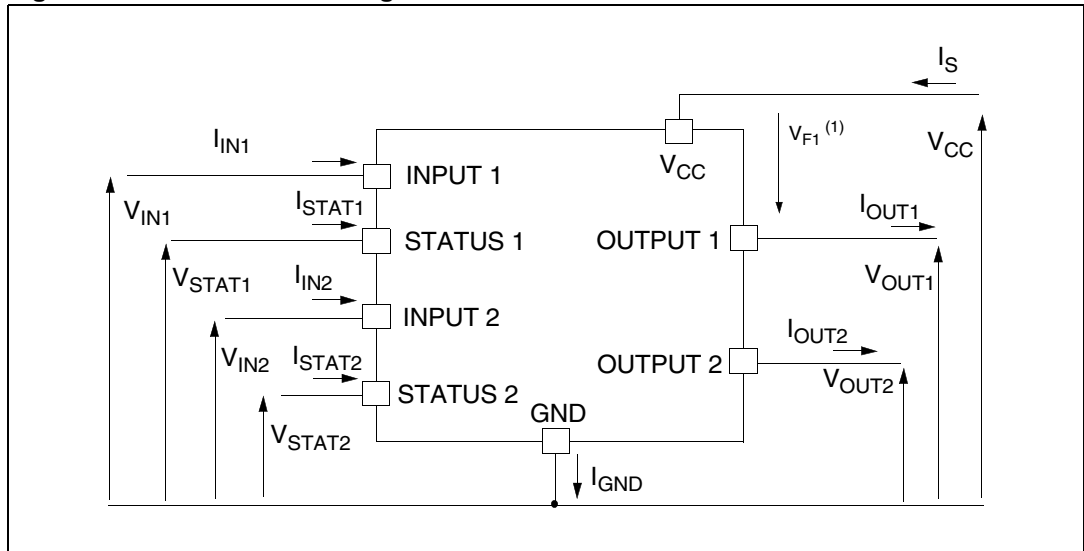 I_S
V_F1 (1)
V_CC
V_CC
I_IN1
INPUT 1
V_IN1
I_STAT1
STATUS 1
OUTPUT 1
I_OUT1
V_STAT1
V_OUT1
I_IN2
INPUT 2
V_IN2
I_OUT2
I_STAT2
OUTPUT 2
V_OUT2
STATUS 2
GND
V_STAT2
I_GND